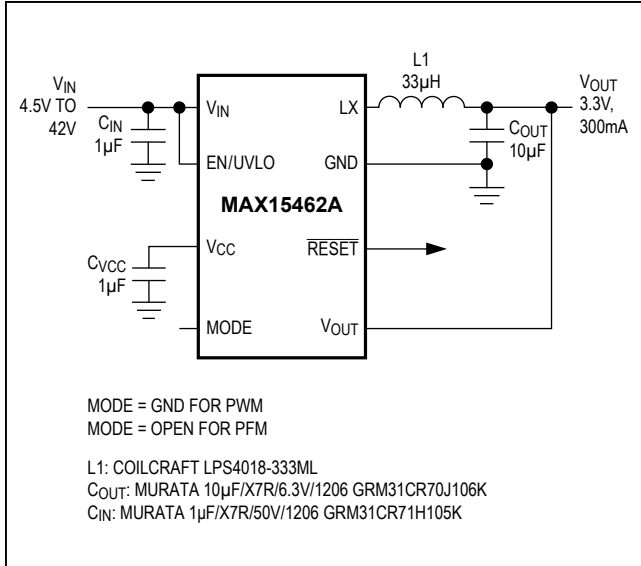 L1
33µH
VIN
4.5V TO
42V
CIN
1µF
VIN
LX
VOUT
3.3V,
300mA
COUT
10µF
EN/UVLO
GND
MAX15462A
VCC
RESET
CVCC
1µF
MODE
VOUT
MODE = GND FOR PWM
MODE = OPEN FOR PFM
L1: COILCRAFT LPS4018-333ML
COUT: MURATA 10µF/X7R/6.3V/1206 GRM31CR70J106K
CIN: MURATA 1µF/X7R/50V/1206 GRM31CR71H105K